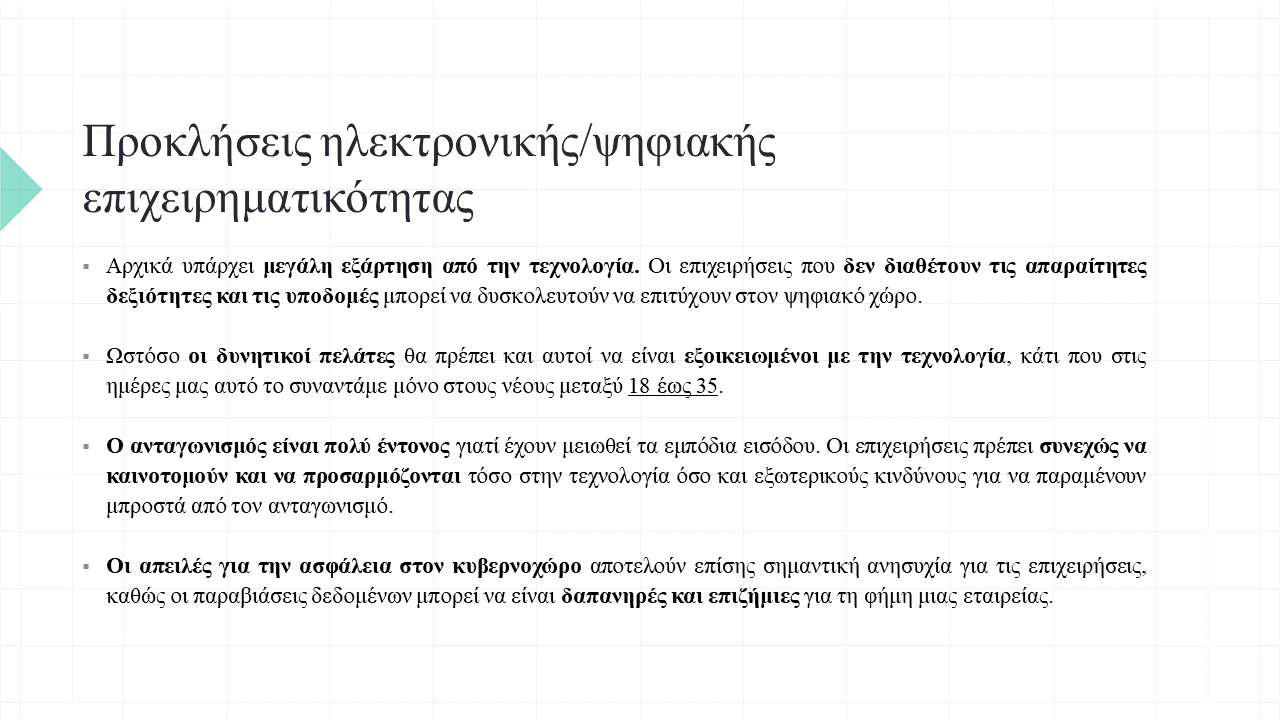 Προκλήσεις ηλεκτρονικής/ψηφιακής
επιχειρηματικότητας
▪ Αρχικά υπάρχει μεγάλη εξάρτηση από την τεχνολογία. Οι επιχειρήσεις που δεν διαθέτουν τις απαραίτητες
δεξιότητες και τις υποδομές μπορεί να δυσκολευτούν να επιτύχουν στον ψηφιακό χώρο.
▪ Ωστόσο οι δυνητικοί πελάτες θα πρέπει και αυτοί να είναι εξοικειωμένοι με την τεχνολογία, κάτι που στις
ημέρες μας αυτό το συναντάμε μόνο στους νέους μεταξύ 18 έως 35.
▪ Ο ανταγωνισμός είναι πολύ έντονος γιατί έχουν μειωθεί τα εμπόδια εισόδου. Οι επιχειρήσεις πρέπει συνεχώς να
καινοτομούν και να προσαρμόζονται τόσο στην τεχνολογία όσο και εξωτερικούς κινδύνους για να παραμένουν
μπροστά από τον ανταγωνισμό.
▪ Οι απειλές για την ασφάλεια στον κυβερνοχώρο αποτελούν επίσης σημαντική ανησυχία για τις επιχειρήσεις,
καθώς οι παραβιάσεις δεδομένων μπορεί να είναι δαπανηρές και επιζήμιες για τη φήμη μιας εταιρείας.